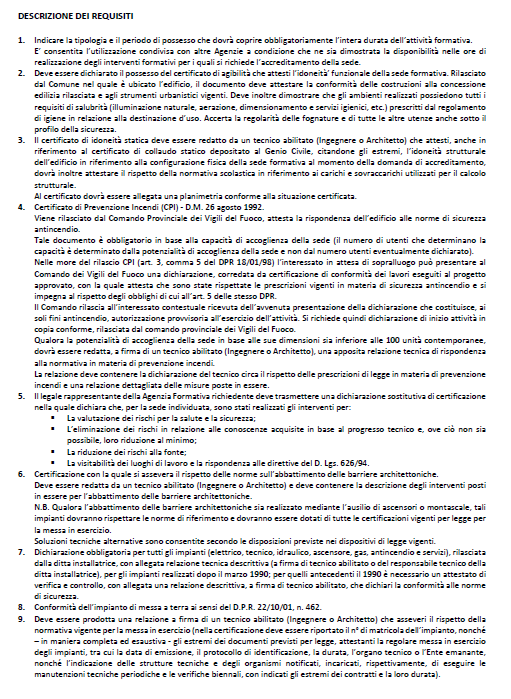 DESCRIZIONE DEI REQUISITI
1. Indicare la tipologia e il periodo di possesso che dovrà coprire obbligatoriamente l'intera durata dell'attività formativa.
E' consentita l'utilizzazione condivisa con altre Agenzie a condizione che ne sia dimostrata la disponibilità nelle ore di
realizzazione degli interventi formativi per i quali si richiede l'accreditamento della sede.
2. Deve essere dichiarato il possesso del certificato di agibilità che attesti l'idoneità' funzionale della sede formativa. Rilasciato
dal Comune nel quale è ubicato l'edificio, il documento deve attestare la conformità delle costruzioni alla concessione
edilizia rilasciata e agli strumenti urbanistici vigenti. Deve inoltre dimostrare che gli ambienti realizzati possiedono tutti i
requisiti di salubrità (illuminazione naturale, aerazione, dimensionamento e servizi igienici, etc.) prescritti dal regolamento
di igiene in relazione alla destinazione d'uso. Accerta la regolarità delle fognature e di tutte le altre utenze anche sotto il
profilo della sicurezza.
3. Il certificato di idoneità statica deve essere redatto da un tecnico abilitato (Ingegnere o Architetto) che attesti, anche in
riferimento al certificato di collaudo statico depositato al Genio Civile, citandone gli estremi, l'idoneità strutturale
dell'edificio in riferimento alla configurazione fisica della sede formativa al momento della domanda di accreditamento,
dovrà inoltre attestare il rispetto della normativa scolastica in riferimento ai carichi e sovraccarichi utilizzati per il calcolo
strutturale.
Al certificato dovrà essere allegata una planimetria conforme alla situazione certificata.
4. Certificato di Prevenzione Incendi (CPI) - D.M. 26 agosto 1992.
Viene rilasciato dal Comando Provinciale dei Vigili del Fuoco, attesta la rispondenza dell'edificio alle norme di sicurezza
antincendio.
Tale documento è obbligatorio in base alla capacità di accoglienza della sede (il numero di utenti che determinano la
capacità è determinato dalla potenzialità di accoglienza della sede e non dal numero utenti eventualmente dichiarato).
Nelle more del rilascio CPI (art. 3, comma 5 del DPR 18/01/98) l'interessato in attesa di sopralluogo può presentare al
Comando dei Vigili del Fuoco una dichiarazione, corredata da certificazione di conformità dei lavori eseguiti al progetto
approvato, con la quale attesta che sono state rispettate le prescrizioni vigenti in materia di sicurezza antincendio e si
impegna al rispetto degli obblighi di cui all'art. 5 dello stesso DPR.
Il Comando rilascia all'interessato contestuale ricevuta dell'avvenuta presentazione della dichiarazione che costituisce, ai
soli fini antincendio, autorizzazione provvisoria all'esercizio dell'attività. Si richiede quindi dichiarazione di inizio attività in
copia conforme, rilasciata dal comando provinciale dei Vigili del Fuoco.
Qualora la potenzialità di accoglienza della sede in base alle sue dimensioni sia inferiore alle 100 unità contemporanee,
dovrà essere redatta, a firma di un tecnico abilitato (Ingegnere o Architetto), una apposita relazione tecnica di rispondenza
alla normativa in materia di prevenzione incendi.
La relazione deve contenere la dichiarazione del tecnico circa il rispetto delle prescrizioni di legge in materia di prevenzione
incendi e una relazione dettagliata delle misure poste in essere.
5. Il legale rappresentante della Agenzia Formativa richiedente deve trasmettere una dichiarazione sostitutiva di certificazione
nella quale dichiara che, per la sede individuata, sono stati realizzati gli interventi per:
▪ La valutazione dei rischi per la salute e la sicurezza;
▪ L'eliminazione dei rischi in relazione alle conoscenze acquisite in base al progresso tecnico e, ove ciò non sia
possibile, loro riduzione al minimo;
▪ La riduzione dei rischi alla fonte;
▪ La visitabilità dei luoghi di lavoro e la rispondenza alle direttive del D. Lgs. 626/94.
6. Certificazione con la quale si assevera il rispetto delle norme sull'abbattimento delle barriere architettoniche.
Deve essere redatta da un tecnico abilitato (Ingegnere o Architetto) e deve contenere la descrizione degli interventi posti
in essere per l'abbattimento delle barriere architettoniche.
N.B. Qualora l'abbattimento delle barriere architettoniche sia realizzato mediante l'ausilio di ascensori o montascale, tali
impianti dovranno rispettare le norme di riferimento e dovranno essere dotati di tutte le certificazioni vigenti per legge per
la messa in esercizio.
Soluzioni tecniche alternative sono consentite secondo le disposizioni previste nei dispositivi di legge vigenti.
7. Dichiarazione obbligatoria per tutti gli impianti (elettrico, tecnico, idraulico, ascensore, gas, antincendio e servizi), rilasciata
dalla ditta installatrice, con allegata relazione tecnica descrittiva (a firma di tecnico abilitato o del responsabile tecnico della
ditta installatrice), per gli impianti realizzati dopo il marzo 1990; per quelli antecedenti il 1990 è necessario un attestato di
verifica e controllo, con allegata una relazione descrittiva, a firma di tecnico abilitato, che dichiari la conformità alle norme
di sicurezza.
8. Conformità dell'impianto di messa a terra ai sensi del D.P.R. 22/10/01, n. 462.
9. Deve essere prodotta una relazione a firma di un tecnico abilitato (Ingegnere o Architetto) che asseveri il rispetto della
normativa vigente per la messa in esercizio (nella certificazione deve essere riportato il n° di matricola dell'impianto, nonché
– in maniera completa ed esaustiva - gli estremi dei documenti previsti per legge, attestanti la regolare messa in esercizio
degli impianti, tra cui la data di emissione, il protocollo di identificazione, la durata, l'organo tecnico o l'Ente emanante,
nonché l'indicazione delle strutture tecniche e degli organismi notificati, incaricati, rispettivamente, di eseguire le
manutenzioni tecniche periodiche e le verifiche biennali, con indicati gli estremi dei contratti e la loro durata).